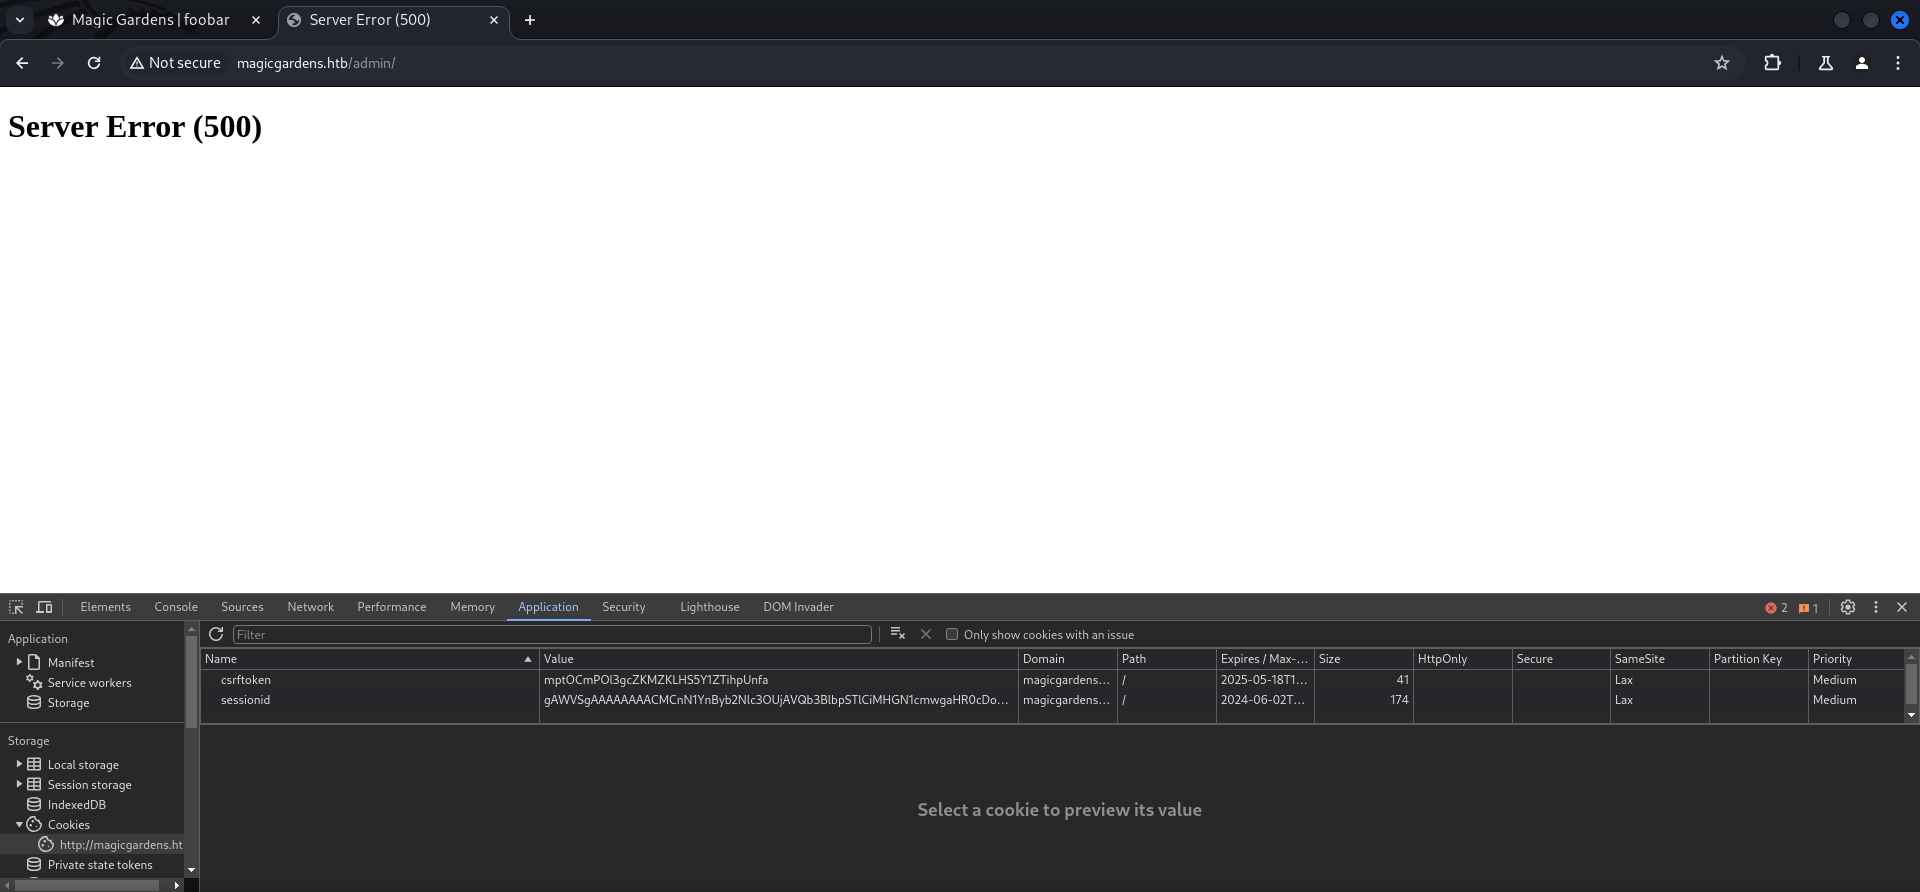 Magic Gardens | foobar
Server Error (500)
Not secure magicgardens.htb/admin/
Server Error (500)
Elements Console Sources Network Performance Memory Application Security Lighthouse DOM Invader 2 1
Application
Manifest
Service workers
Storage
Storage
Local storage
Session storage
IndexedDB
Cookies
http://magicgardens.ht
Private state tokens
Filter Only show cookies with an issue
Name Value Domain Path Expires / Max-... Size HttpOnly Secure SameSite Partition Key Priority
csrftoken mptOCmPOl3gcZKMZKLHS5Y1ZTihpUnfa magicgardens... / 2025-05-18T1... 41 Lax Medium
sessionid gAWVSgAAAAAAAACMCnN1YnByb2Nlc3OUjAVQb3BlbpSTlCiMHGN1cmwgaHR0cDo... magicgardens... / 2024-06-02T... 174 Lax Medium
Select a cookie to preview its value